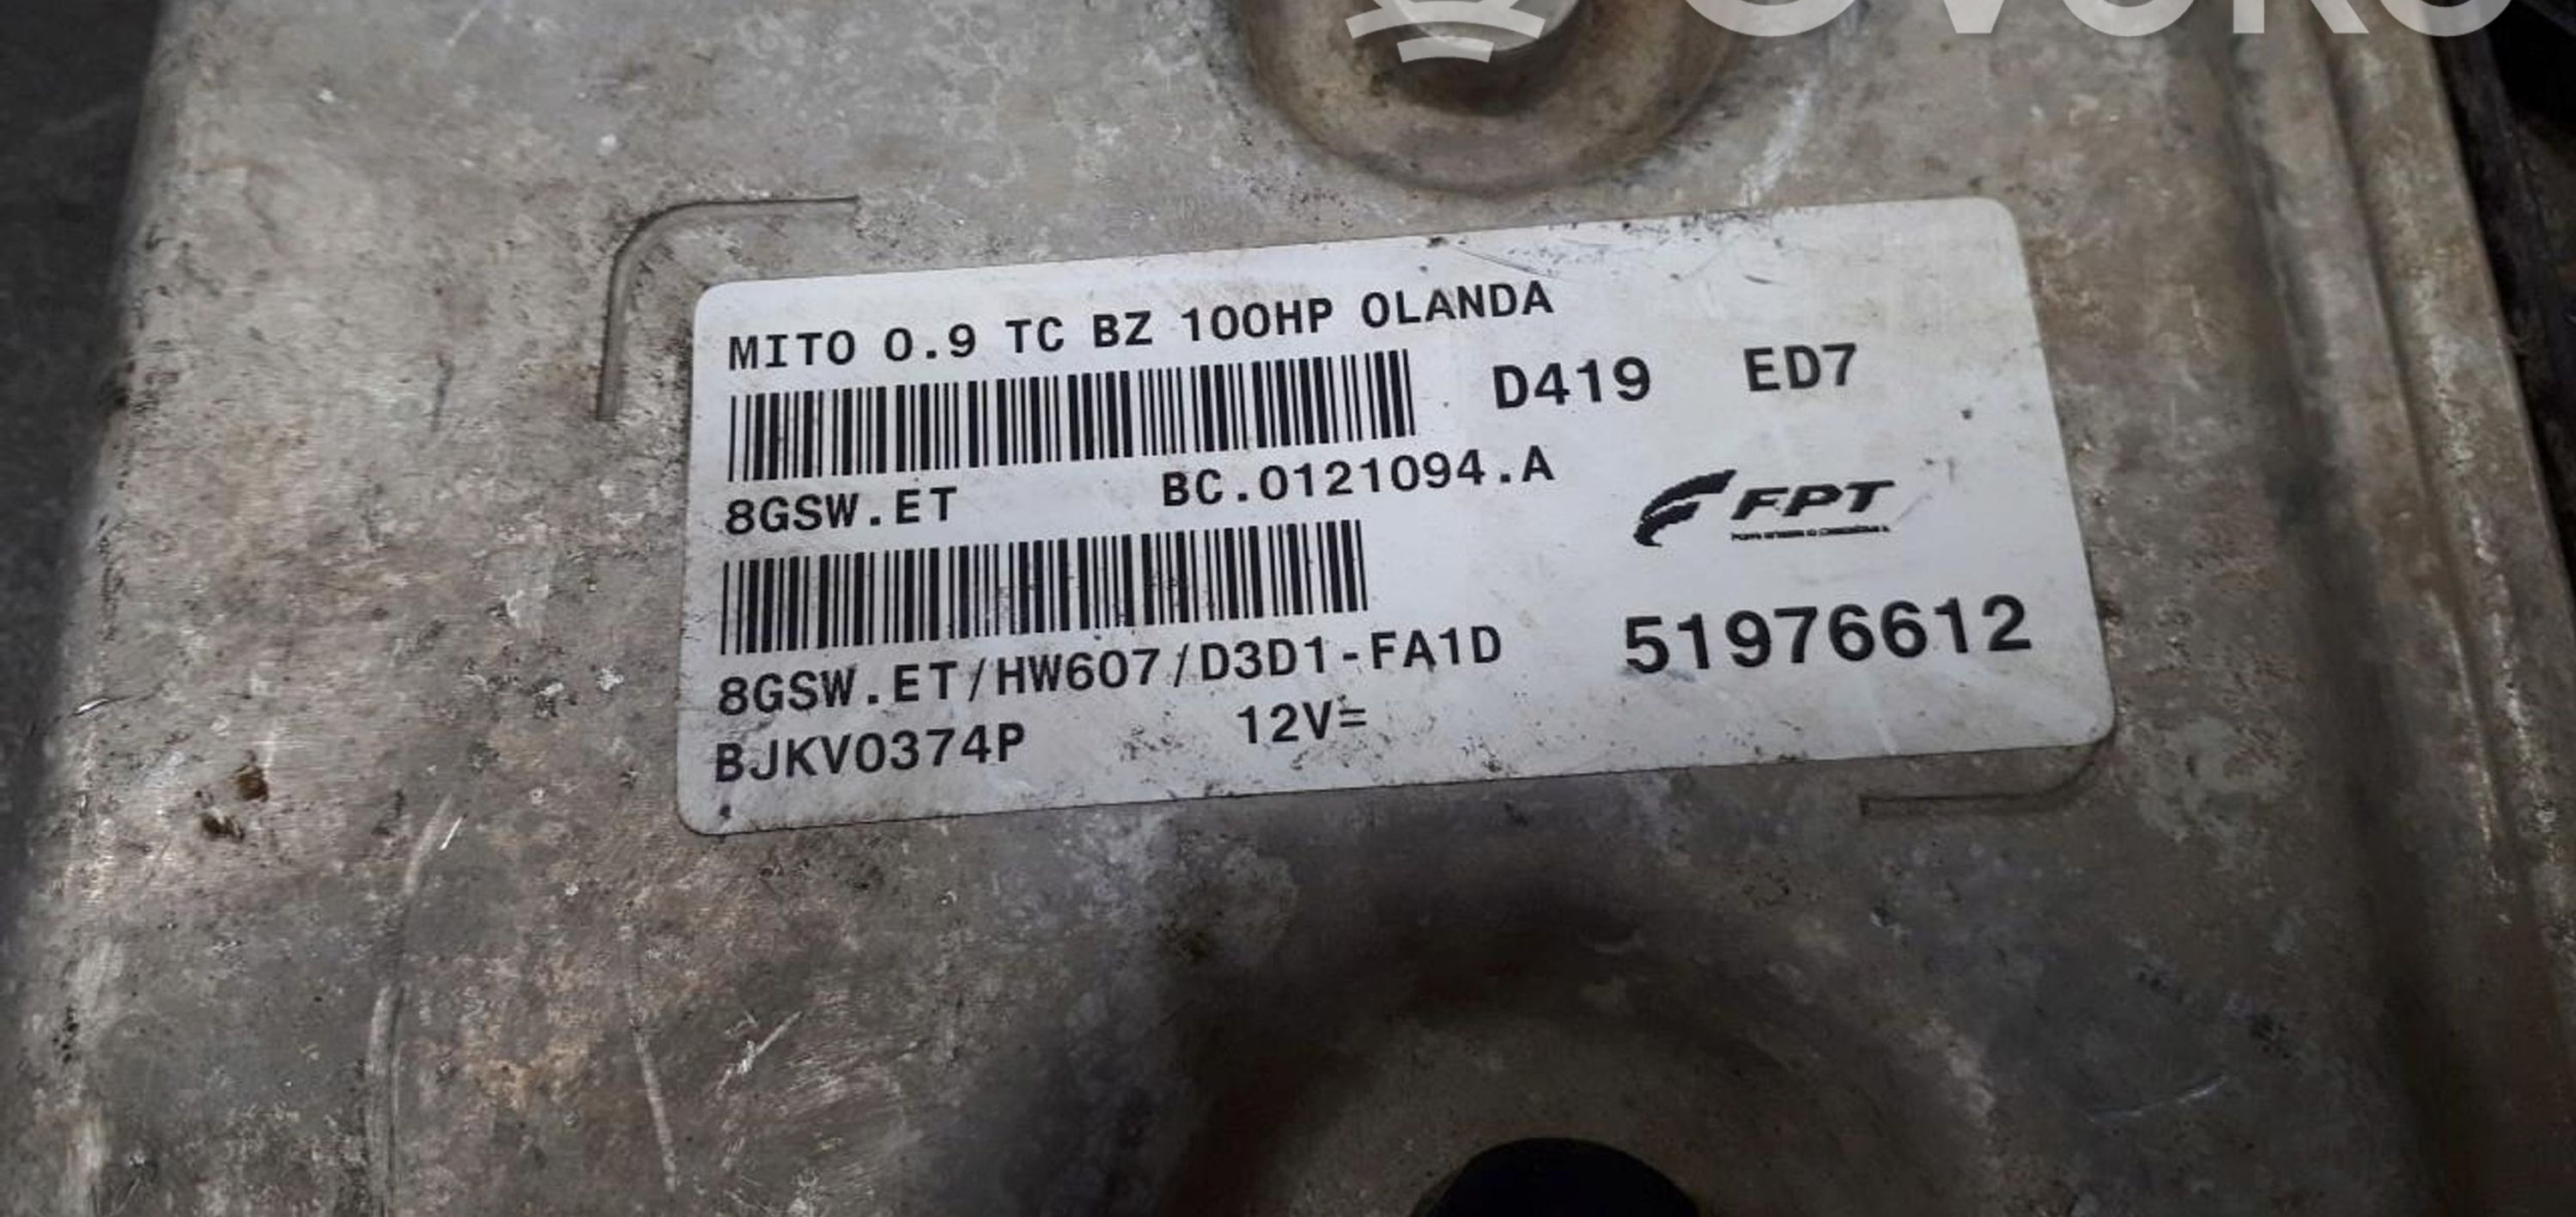 MITO 0.9 TC BZ 100HP OLANDA
D419 ED7
8GSW.ET BC.0121094.A
FPT
8GSW.ET/HW607/D3D1-FA1D 51976612
BJKV0374P 12V=